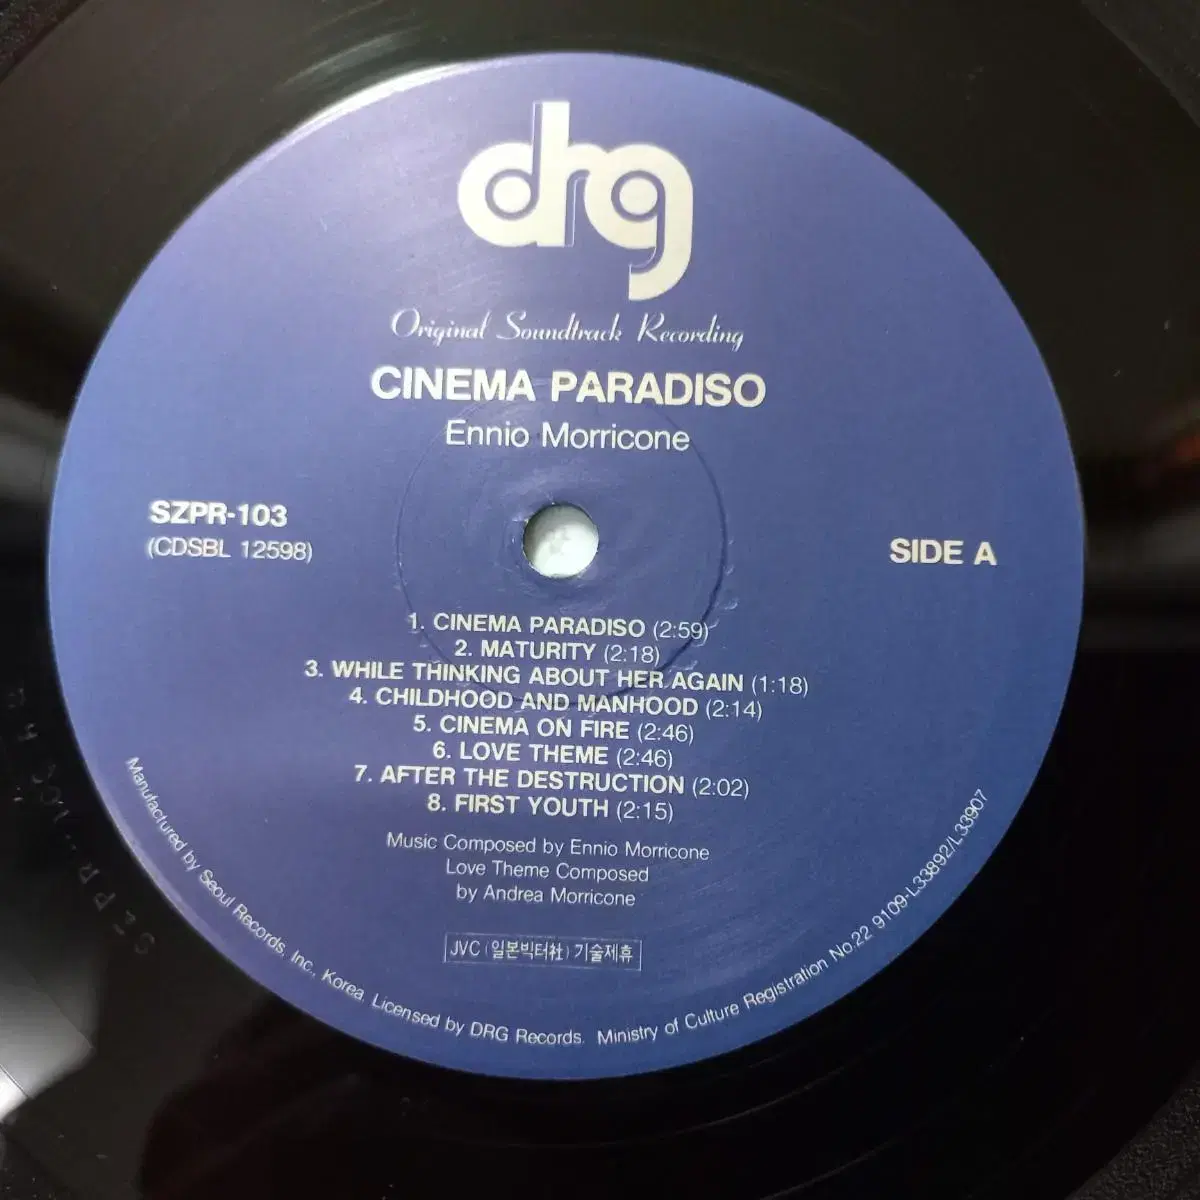 drg
Original Soundtrack Recording
CINEMA PARADISO
Ennio Morricone
SZPR-103
(CDSBL 12598)
SIDE A
1. CINEMA PARADISO (2:59)
2. MATURITY (2:18)
3. WHILE THINKING ABOUT HER AGAIN (1:18)
4. CHILDHOOD AND MANHOOD (2:14)
5. CINEMA ON FIRE (2:46)
6. LOVE THEME (2:46)
7. AFTER THE DESTRUCTION (2:02)
8. FIRST YOUTH (2:15)
Music Composed by Ennio Morricone
Love Theme Composed
by Andrea Morricone
JVC (일본빅터社) 기술제휴
Manufactured by Seoul Records, Inc., Korea. Licensed by DRG Records. Ministry of Culture Registration No.22 9109-L33892/L33907